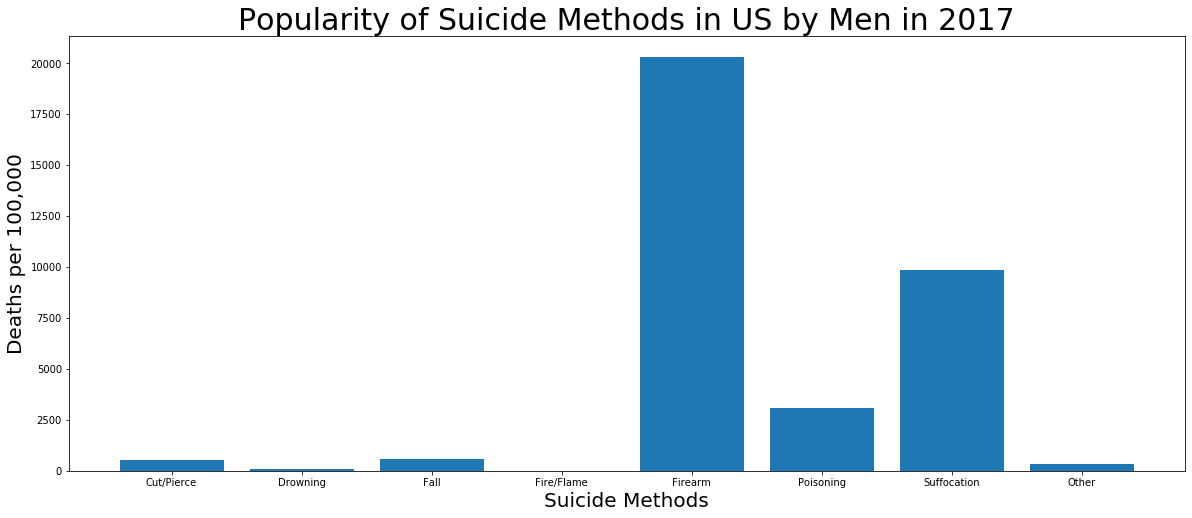 Popularity of Suicide Methods in US by Men in 2017
Deaths per 100,000
20000
17500
15000
12500
10000
7500
5000
2500
0
Cut/Pierce Drowning Fall Fire/Flame Firearm Poisoning Suffocation Other
Suicide Methods